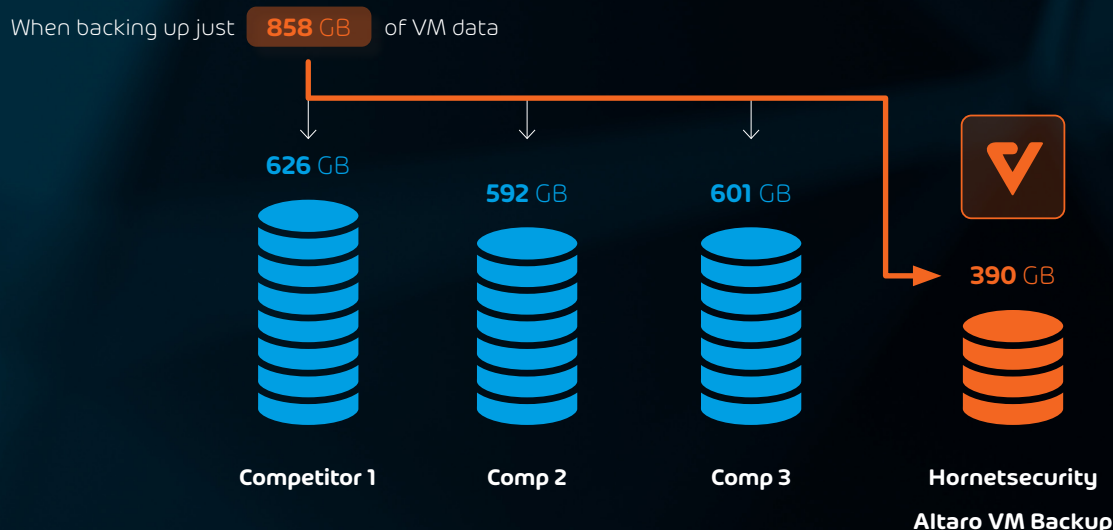 When backing up just 858 GB of VM data
626 GB
592 GB
601 GB
390 GB
Competitor 1
Comp 2
Comp 3
Hornetsecurity
Altaro VM Backup